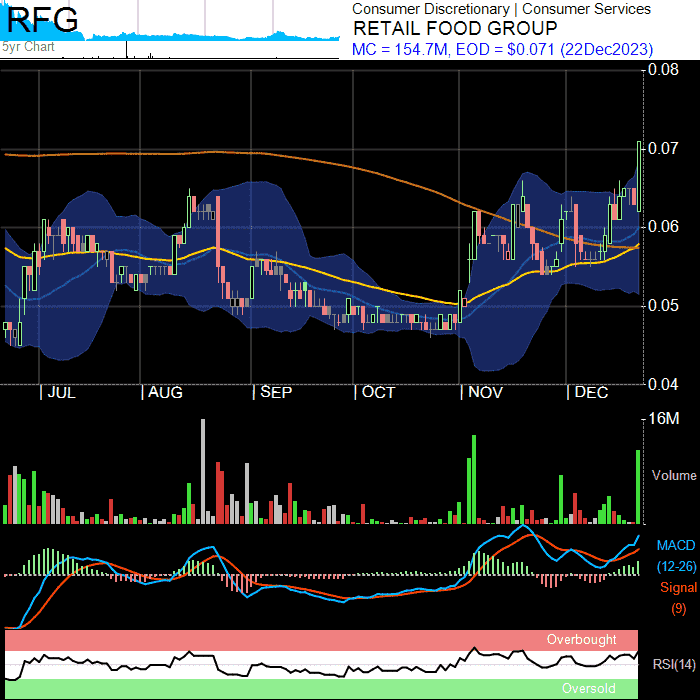 RFG
5yr Chart
Consumer Discretionary | Consumer Services
RETAIL FOOD GROUP
MC = 154.7M, EOD = $0.071 (22Dec2023)
0.08
0.07
0.06
0.05
0.04
JUL AUG SEP OCT NOV DEC
16M
Volume
MACD
(12-26)
Signal
(9)
Overbought
RSI(14)
Oversold